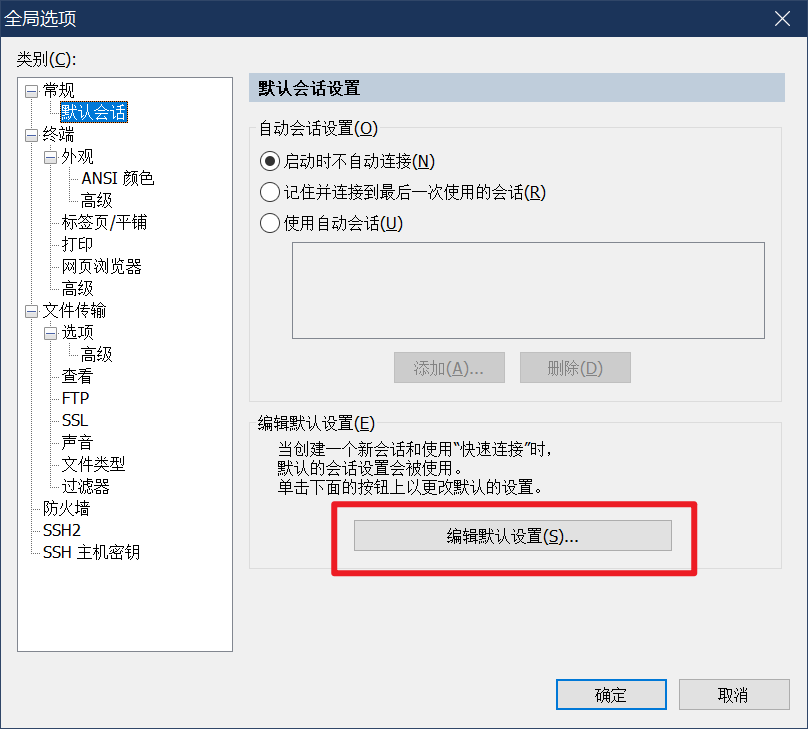 全局选项
类别(C):
常规
默认会话
终端
外观
ANSI 颜色
高级
标签页/平铺
打印
网页浏览器
高级
文件传输
选项
高级
查看
FTP
SSL
声音
文件类型
过滤器
防火墙
SSH2
SSH 主机密钥
默认会话设置
自动会话设置(O)
启动时不自动连接(N)
记住并连接到最后一次使用的会话(R)
使用自动会话(U)
添加(A)...
删除(D)
编辑默认设置(E)
当创建一个新会话和使用“快速连接”时，
默认的会话设置会被使用。
单击下面的按钮上以更改默认的设置。
编辑默认设置(S)...
确定
取消